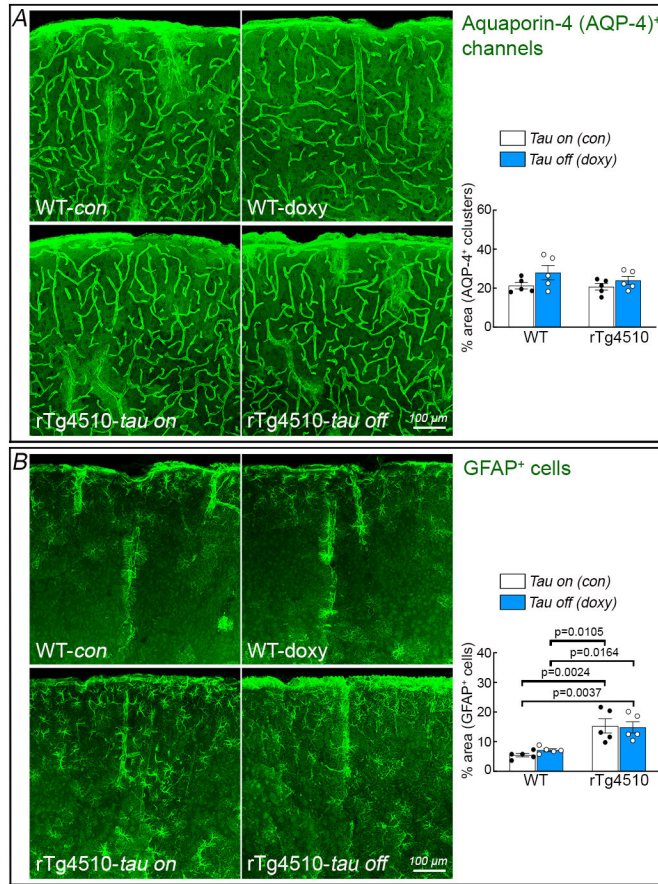 A
Aquaporin-4 (AQP-4)⁺
channels
WT-con
WT-doxy
rTg4510-tau on
rTg4510-tau off
100 µm
Tau on (con)
Tau off (doxy)
% area (AQP-4⁺ cclusters)
60
40
20
0
WT
rTg4510
B
GFAP⁺ cells
WT-con
WT-doxy
rTg4510-tau on
rTg4510-tau off
100 µm
Tau on (con)
Tau off (doxy)
p=0.0105
p=0.0164
p=0.0024
p=0.0037
% area (GFAP⁺ cells)
40
30
20
10
0
WT
rTg4510